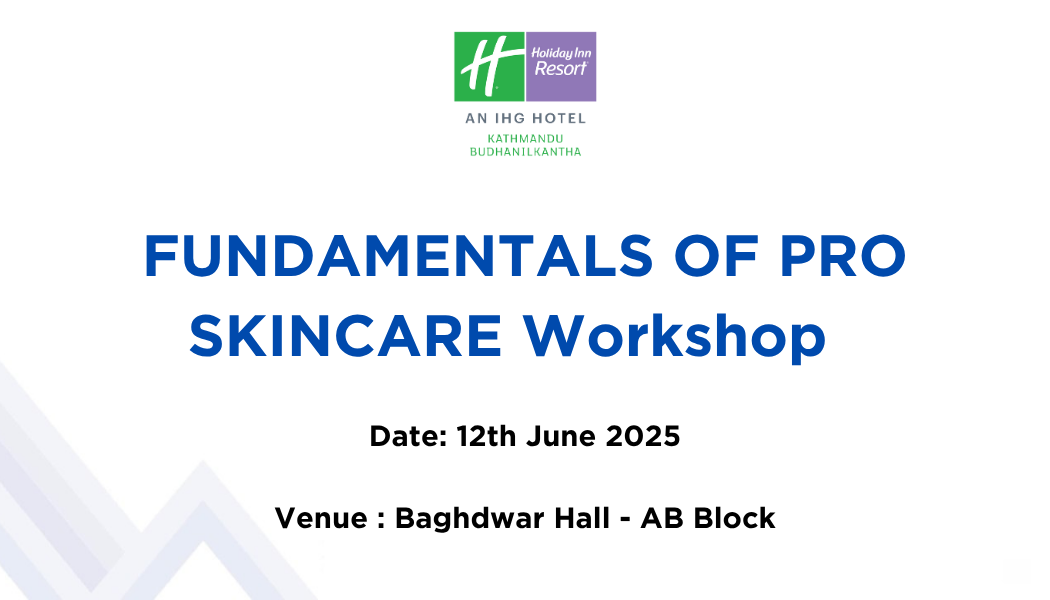 H Holiday Inn
Resort
AN IHG HOTEL
KATHMANDU
BUDHANILKANTHA
FUNDAMENTALS OF PRO
SKINCARE Workshop
Date: 12th June 2025
Venue : Baghdwar Hall - AB Block